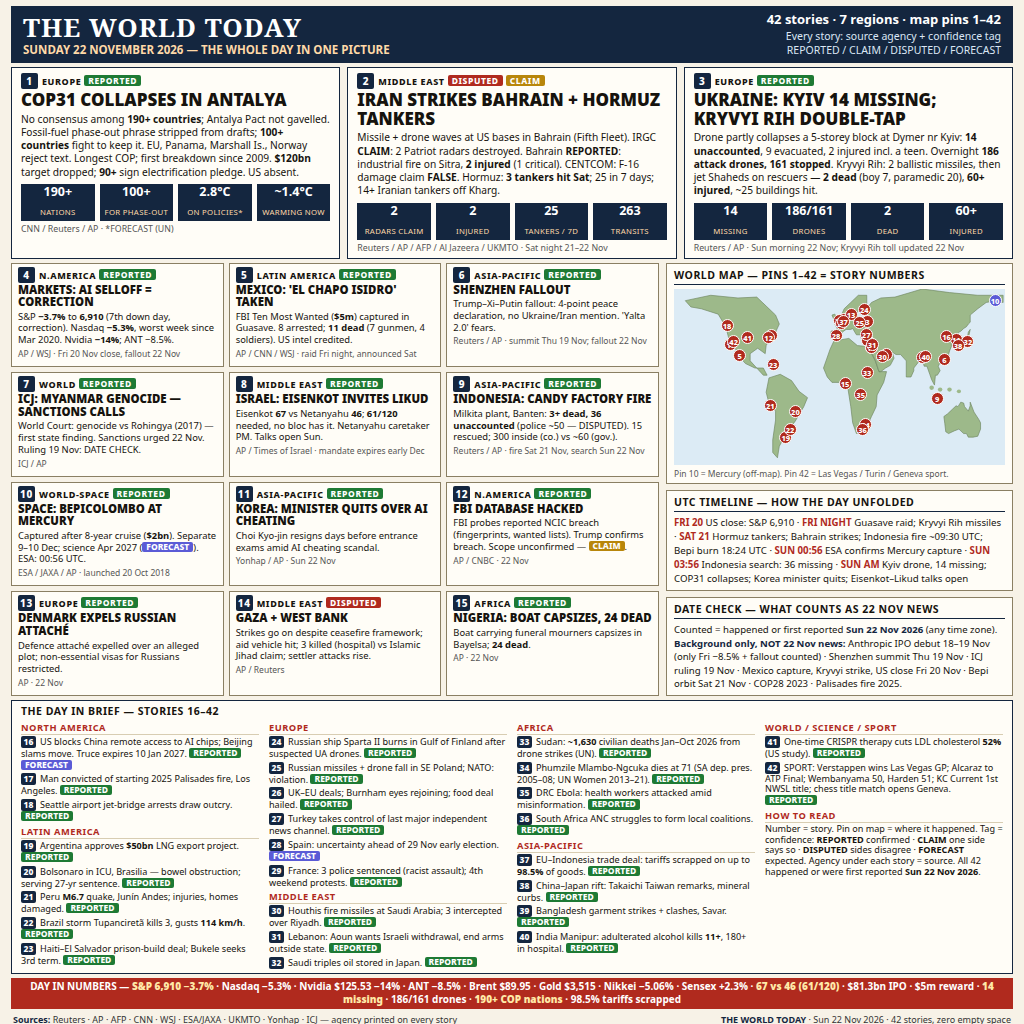 THE WORLD TODAY
SUNDAY 22 NOVEMBER 2026 — THE WHOLE DAY IN ONE PICTURE
42 stories · 7 regions · map pins 1–42
Every story: source agency + confidence tag
REPORTED / CLAIM / DISPUTED / FORECAST
1 EUROPE REPORTED
COP31 COLLAPSES IN ANTALYA
No consensus among 190+ countries; Antalya Pact not gavelled.
Fossil-fuel phase-out phrase stripped from drafts; 100+
countries fight to keep it. EU, Panama, Marshall Is., Norway
reject text. Longest COP; first breakdown since 2009. $120bn
target dropped; 90+ sign electrification pledge. US absent.
190+ 100+ 2.8°C ~1.4°C
NATIONS FOR PHASE-OUT ON POLICIES* WARMING NOW
CNN / Reuters / AP · *FORECAST (UN)
2 MIDDLE EAST DISPUTED CLAIM
IRAN STRIKES BAHRAIN + HORMUZ
TANKERS
Missile + drone waves at US bases in Bahrain (Fifth Fleet). IRGC
CLAIM: 2 Patriot radars destroyed. Bahrain REPORTED:
industrial fire on Sitra, 2 injured (1 critical). CENTCOM: F-16
damage claim FALSE. Hormuz: 3 tankers hit Sat; 25 in 7 days;
14+ Iranian tankers off Kharg.
2 2 25 263
RADARS CLAIM INJURED TANKERS / 7D TRANSITS
Reuters / AP / AFP / Al Jazeera / UKMTO · Sat night 21–22 Nov
3 EUROPE REPORTED
UKRAINE: KYIV 14 MISSING;
KRYVYI RIH DOUBLE-TAP
Drone partly collapses a 5-storey block at Dymer nr Kyiv: 14
unaccounted, 9 evacuated, 2 injured incl. a teen. Overnight 186
attack drones, 161 stopped. Kryvyi Rih: 2 ballistic missiles, then
jet Shaheds on rescuers — 2 dead (boy 7, paramedic 20), 60+
injured, ~25 buildings hit.
14 186/161 2 60+
MISSING DRONES DEAD INJURED
Reuters / AP · Sun morning 22 Nov; Kryvyi Rih toll updated 22 Nov
4 N.AMERICA REPORTED
MARKETS: AI SELLOFF =
CORRECTION
S&P −3.7% to 6,910 (7th down day,
correction). Nasdaq −5.3%, worst week since
Mar 2020. Nvidia −14%; ANT −8.5%.
AP / WSJ · Fri 20 Nov close, fallout 22 Nov
5 LATIN AMERICA REPORTED
MEXICO: 'EL CHAPO ISIDRO'
TAKEN
FBI Ten Most Wanted ($5m) captured in
Guasave. 8 arrested; 11 dead (7 gunmen, 4
soldiers). US intel credited.
AP / CNN / WSJ · raid Fri night, announced Sat
6 ASIA-PACIFIC REPORTED
SHENZHEN FALLOUT
Trump–Xi–Putin fallout: 4-point peace
declaration, no Ukraine/Iran mention. 'Yalta
2.0' fears.
Reuters / AP · summit Thu 19 Nov; fallout 22 Nov
7 WORLD REPORTED
ICJ: MYANMAR GENOCIDE —
SANCTIONS CALLS
World Court: genocide vs Rohingya (2017) —
first state finding. Sanctions urged 22 Nov.
Ruling 19 Nov: DATE CHECK.
ICJ / AP
8 MIDDLE EAST REPORTED
ISRAEL: EISENKOT INVITES LIKUD
Eisenkot 67 vs Netanyahu 46; 61/120
needed, no bloc has it. Netanyahu caretaker
PM. Talks open Sun.
AP / Times of Israel · mandate expires early Dec
9 ASIA-PACIFIC REPORTED
INDONESIA: CANDY FACTORY FIRE
Milkita plant, Banten: 3+ dead, 36
unaccounted (police ~50 — DISPUTED). 15
rescued; 300 inside (co.) vs ~60 (gov.).
Reuters / AP · fire Sat 21 Nov, search Sun 22 Nov
10 WORLD-SPACE REPORTED
SPACE: BEPICOLOMBO AT
MERCURY
Captured after 8-year cruise ($2bn). Separate
9–10 Dec; science Apr 2027 (FORECAST).
ESA: 00:56 UTC.
ESA / JAXA / AP · launched 20 Oct 2018
11 ASIA-PACIFIC REPORTED
KOREA: MINISTER QUITS OVER AI
CHEATING
Choi Kyo-jin resigns days before entrance
exams amid AI cheating scandal.
Yonhap / AP · Sun 22 Nov
12 N.AMERICA REPORTED
FBI DATABASE HACKED
FBI probes reported NCIC breach
(fingerprints, wanted lists). Trump confirms
breach. Scope unconfirmed — CLAIM.
AP / CNBC · 22 Nov
13 EUROPE REPORTED
DENMARK EXPELS RUSSIAN
ATTACHÉ
Defence attaché expelled over an alleged
plot; non-essential visas for Russians
restricted.
AP · 22 Nov
14 MIDDLE EAST DISPUTED
GAZA + WEST BANK
Strikes go on despite ceasefire framework;
aid vehicle hit; 3 killed (hospital) vs Islamic
Jihad claim; settler attacks rise.
AP / Reuters
15 AFRICA REPORTED
NIGERIA: BOAT CAPSIZES, 24 DEAD
Boat carrying funeral mourners capsizes in
Bayelsa; 24 dead.
AP · 22 Nov
WORLD MAP — PINS 1–42 = STORY NUMBERS
10
18
42 41
5
12
23
21
20
22
28
24
13
37
25
27
31
30
33
15
35
36
40
16
38
6
9
Pin 10 = Mercury (off-map). Pin 42 = Las Vegas / Turin / Geneva sport.
UTC TIMELINE — HOW THE DAY UNFOLDED
FRI 20 US close: S&P 6,910 · FRI NIGHT Guasave raid; Kryvyi Rih missiles
· SAT 21 Hormuz tankers; Bahrain strikes; Indonesia fire ~09:30 UTC;
Bepi burn 18:24 UTC · SUN 00:56 ESA confirms Mercury capture · SUN
03:56 Indonesia search: 36 missing · SUN AM Kyiv drone, 14 missing;
COP31 collapses; Korea minister quits; Eisenkot–Likud talks open
DATE CHECK — WHAT COUNTS AS 22 NOV NEWS
Counted = happened or first reported Sun 22 Nov 2026 (any time zone).
Background only, NOT 22 Nov news: Anthropic IPO debut 18–19 Nov
(only Fri −8.5% + fallout counted) · Shenzhen summit Thu 19 Nov · ICJ
ruling 19 Nov · Mexico capture, Kryvyi strike, US close Fri 20 Nov · Bepi
orbit Sat 21 Nov · COP28 2023 · Palisades fire 2025.
THE DAY IN BRIEF — STORIES 16–42
NORTH AMERICA
16 US blocks China remote access to AI chips; Beijing
slams move. Truce expires 10 Jan 2027. REPORTED
FORECAST
17 Man convicted of starting 2025 Palisades fire, Los
Angeles. REPORTED
18 Seattle airport jet-bridge arrests draw outcry.
REPORTED
LATIN AMERICA
19 Argentina approves $50bn LNG export project.
REPORTED
20 Bolsonaro in ICU, Brasilia — bowel obstruction;
serving 27-yr sentence. REPORTED
21 Peru M6.7 quake, Junín Andes; injuries, homes
damaged. REPORTED
22 Brazil storm Tupanciretã kills 3, gusts 114 km/h.
REPORTED
23 Haiti–El Salvador prison-build deal; Bukele seeks
3rd term. REPORTED
EUROPE
24 Russian ship Sparta II burns in Gulf of Finland after
suspected UA drones. REPORTED
25 Russian missiles + drone fall in SE Poland; NATO:
violation. REPORTED
26 UK–EU deals; Burnham eyes rejoining; food deal
hailed. REPORTED
27 Turkey takes control of last major independent
news channel. REPORTED
28 Spain: uncertainty ahead of 29 Nov early election.
FORECAST
29 France: 3 police sentenced (racist assault); 4th
weekend protests. REPORTED
MIDDLE EAST
30 Houthis fire missiles at Saudi Arabia; 3 intercepted
over Riyadh. REPORTED
31 Lebanon: Aoun wants Israeli withdrawal, end arms
outside state. REPORTED
32 Saudi triples oil stored in Japan. REPORTED
AFRICA
33 Sudan: ~1,630 civilian deaths Jan–Oct 2026 from
drone strikes (UN). REPORTED
34 Phumzile Mlambo-Ngcuka dies at 71 (SA dep. pres.
2005–08; UN Women 2013–21). REPORTED
35 DRC Ebola: health workers attacked amid
misinformation. REPORTED
36 South Africa ANC struggles to form local coalitions.
REPORTED
ASIA-PACIFIC
37 EU–Indonesia trade deal: tariffs scrapped on up to
98.5% of goods. REPORTED
38 China–Japan rift: Takaichi Taiwan remarks, mineral
curbs. REPORTED
39 Bangladesh garment strikes + clashes, Savar.
REPORTED
40 India Manipur: adulterated alcohol kills 11+, 180+
in hospital. REPORTED
WORLD / SCIENCE / SPORT
41 One-time CRISPR therapy cuts LDL cholesterol 52%
(US study). REPORTED
42 SPORT: Verstappen wins Las Vegas GP; Alcaraz to
ATP Final; Wembanyama 50, Harden 51; KC Current 1st
NWSL title; chess title match opens Geneva.
REPORTED
HOW TO READ
Number = story. Pin on map = where it happened. Tag =
confidence: REPORTED confirmed · CLAIM one side
says so · DISPUTED sides disagree · FORECAST
expected. Agency under each story = source. All 42
happened or were first reported Sun 22 Nov 2026.
DAY IN NUMBERS — S&P 6,910 −3.7% · Nasdaq −5.3% · Nvidia $125.53 −14% · ANT −8.5% · Brent $89.95 · Gold $3,515 · Nikkei −5.06% · Sensex +2.3% · 67 vs 46 (61/120) · $81.3bn IPO · $5m reward · 14
missing · 186/161 drones · 190+ COP nations · 98.5% tariffs scrapped
Sources: Reuters · AP · AFP · CNN · WSJ · ESA/JAXA · UKMTO · Yonhap · ICJ — agency printed on every story
THE WORLD TODAY · Sun 22 Nov 2026 · 42 stories, zero empty space